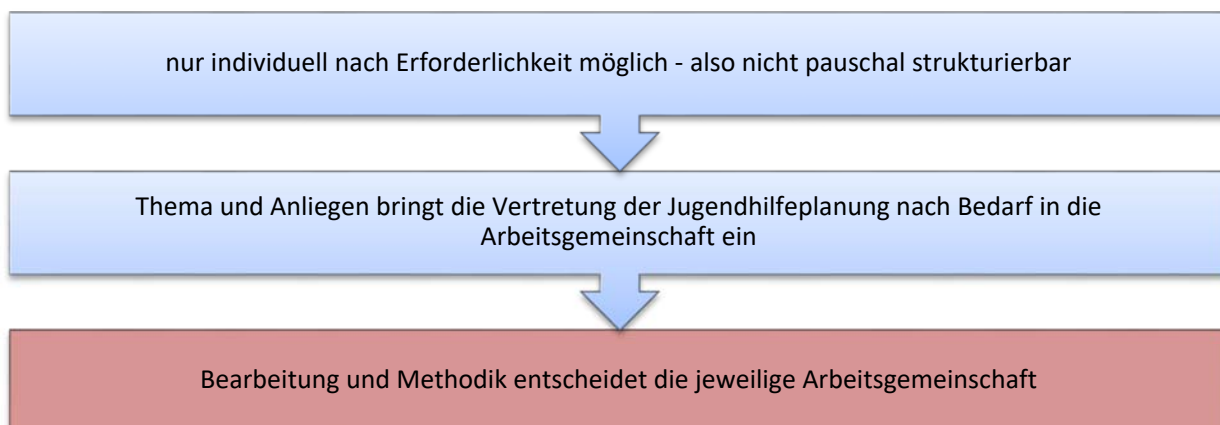 nur individuell nach Erforderlichkeit möglich - also nicht pauschal strukturierbar
Thema und Anliegen bringt die Vertretung der Jugendhilfeplanung nach Bedarf in die
Arbeitsgemeinschaft ein
Bearbeitung und Methodik entscheidet die jeweilige Arbeitsgemeinschaft